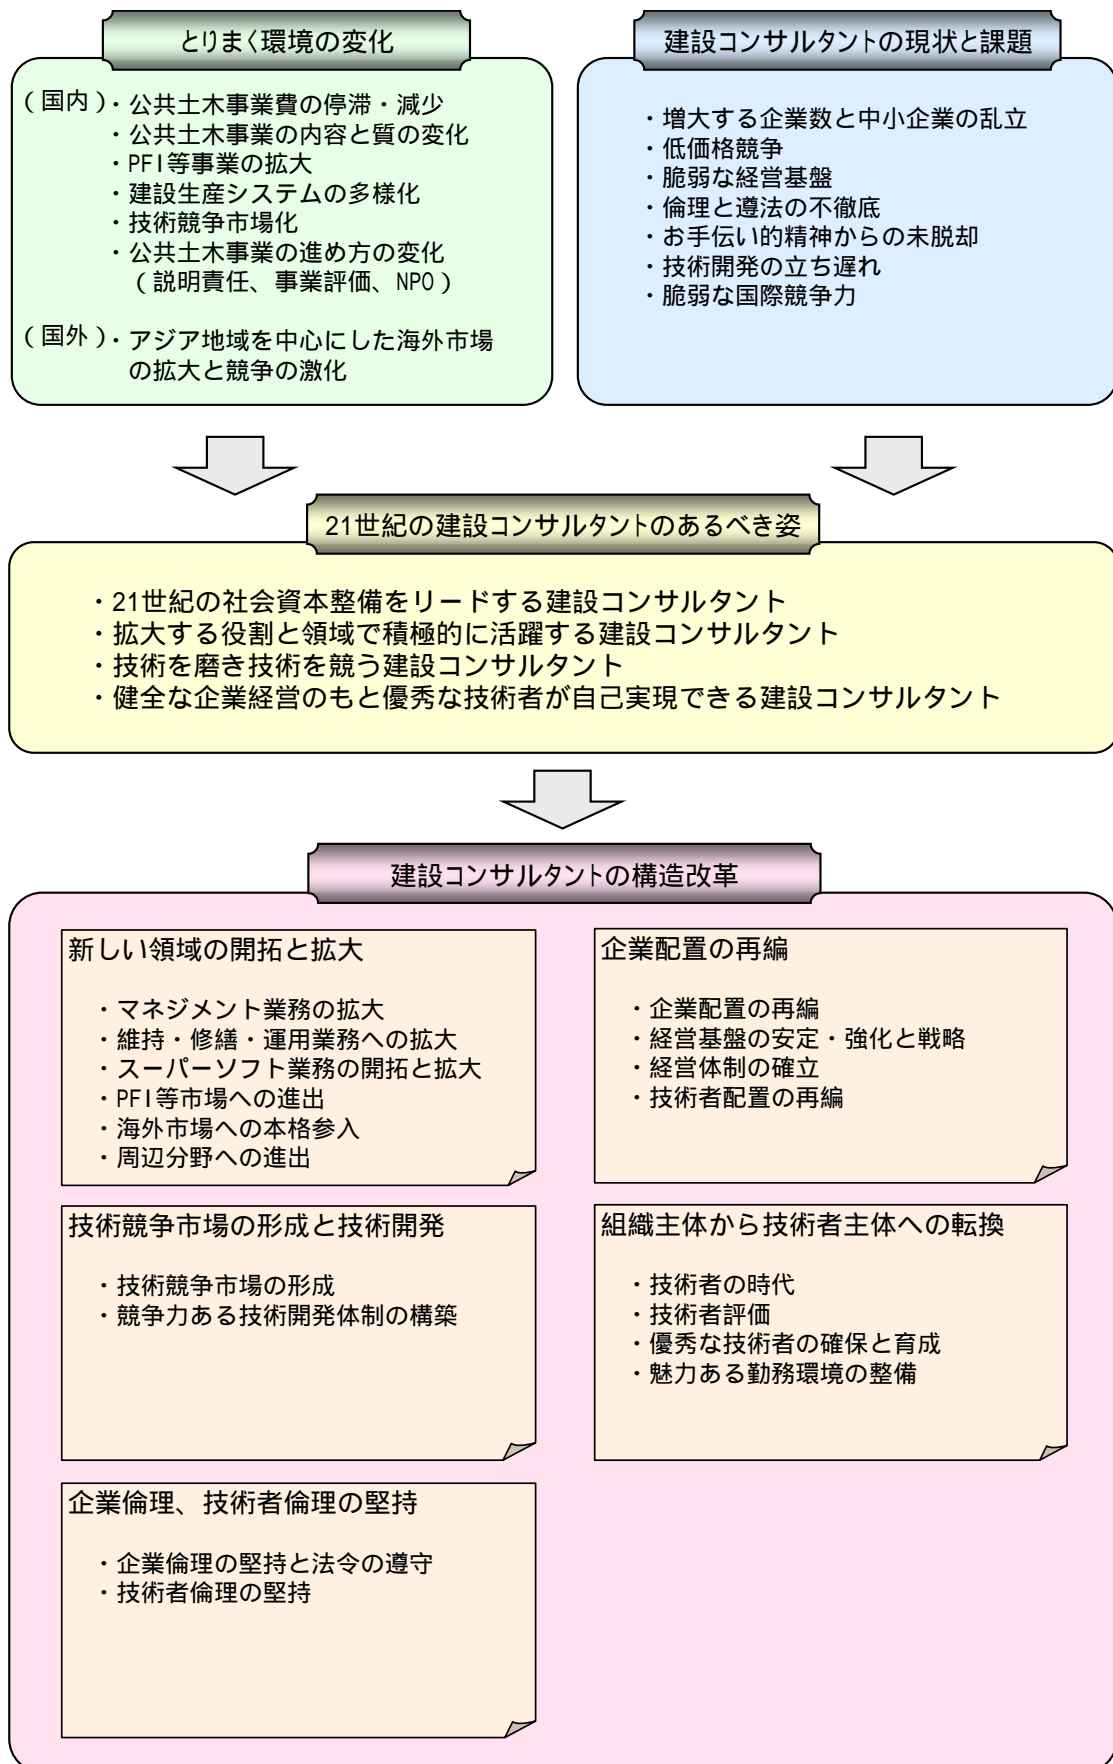 とりまく環境の変化
(国内)・公共土木事業費の停滞・減少
・公共土木事業の内容と質の変化
・PFI等事業の拡大
・建設生産システムの多様化
・技術競争市場化
・公共土木事業の進め方の変化
(説明責任、事業評価、NPO)
(国外)・アジア地域を中心にした海外市場
の拡大と競争の激化
建設コンサルタントの現状と課題
・増大する企業数と中小企業の乱立
・低価格競争
・脆弱な経営基盤
・倫理と遵法の不徹底
・お手伝い的精神からの未脱却
・技術開発の立ち遅れ
・脆弱な国際競争力
21世紀の建設コンサルタントのあるべき姿
・21世紀の社会資本整備をリードする建設コンサルタント
・拡大する役割と領域で積極的に活躍する建設コンサルタント
・技術を磨き技術を競う建設コンサルタント
・健全な企業経営のもと優秀な技術者が自己実現できる建設コンサルタント
建設コンサルタントの構造改革
新しい領域の開拓と拡大
・マネジメント業務の拡大
・維持・修繕・運用業務への拡大
・スーパーソフト業務の開拓と拡大
・PFI等市場への進出
・海外市場への本格参入
・周辺分野への進出
企業配置の再編
・企業配置の再編
・経営基盤の安定・強化と戦略
・経営体制の確立
・技術者配置の再編
技術競争市場の形成と技術開発
・技術競争市場の形成
・競争力ある技術開発体制の構築
組織主体から技術者主体への転換
・技術者の時代
・技術者評価
・優秀な技術者の確保と育成
・魅力ある勤務環境の整備
企業倫理、技術者倫理の堅持
・企業倫理の堅持と法令の遵守
・技術者倫理の堅持